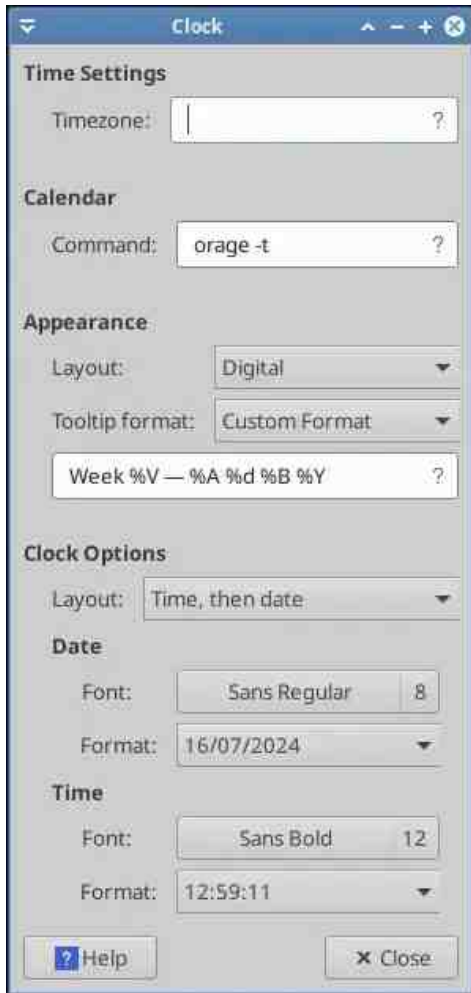 Clock
Time Settings
Timezone: ?
Calendar
Command: orage -t ?
Appearance
Layout: Digital
Tooltip format: Custom Format
Week %V — %A %d %B %Y ?
Clock Options
Layout: Time, then date
Date
Font: Sans Regular 8
Format: 16/07/2024
Time
Font: Sans Bold 12
Format: 12:59:11
? Help × Close